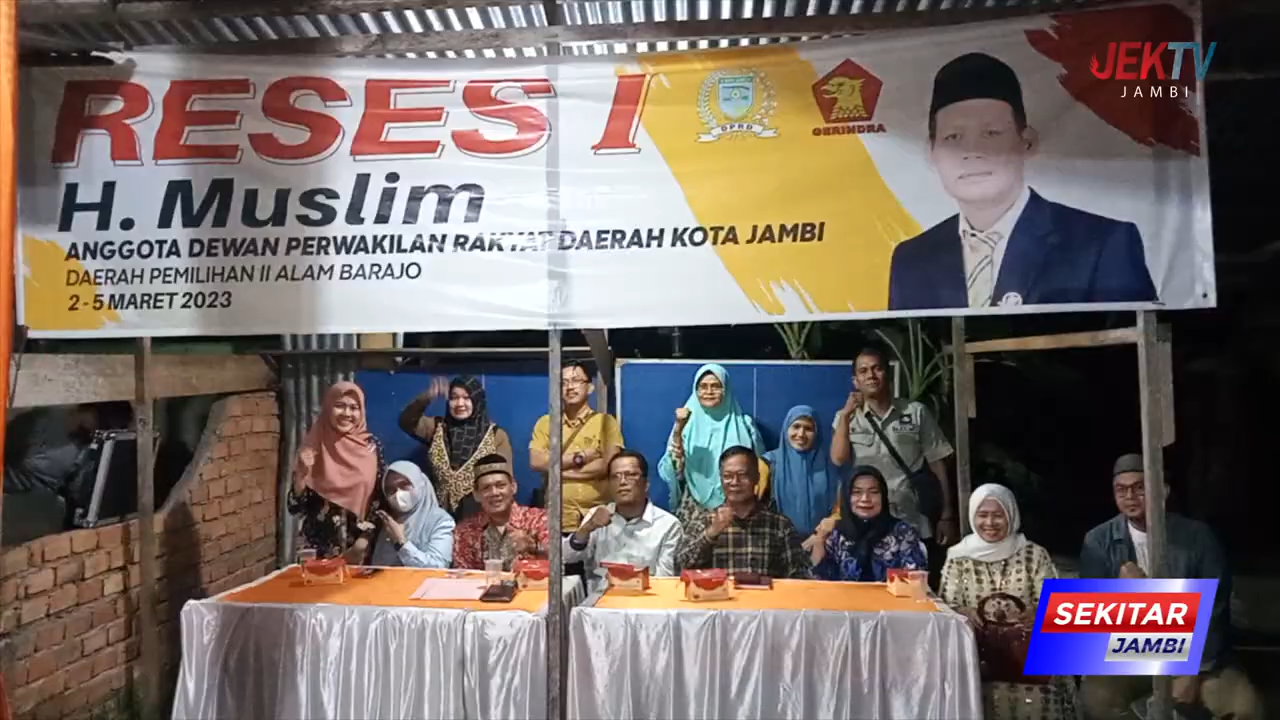 JEKTV
JAMBI
RESES I
DPRD
GERINDRA
H. Muslim
ANGGOTA DEWAN PERWAKILAN RAKYAT DAERAH KOTA JAMBI
DAERAH PEMILIHAN II ALAM BARAJO
2 - 5 MARET 2023
SEKITAR
JAMBI